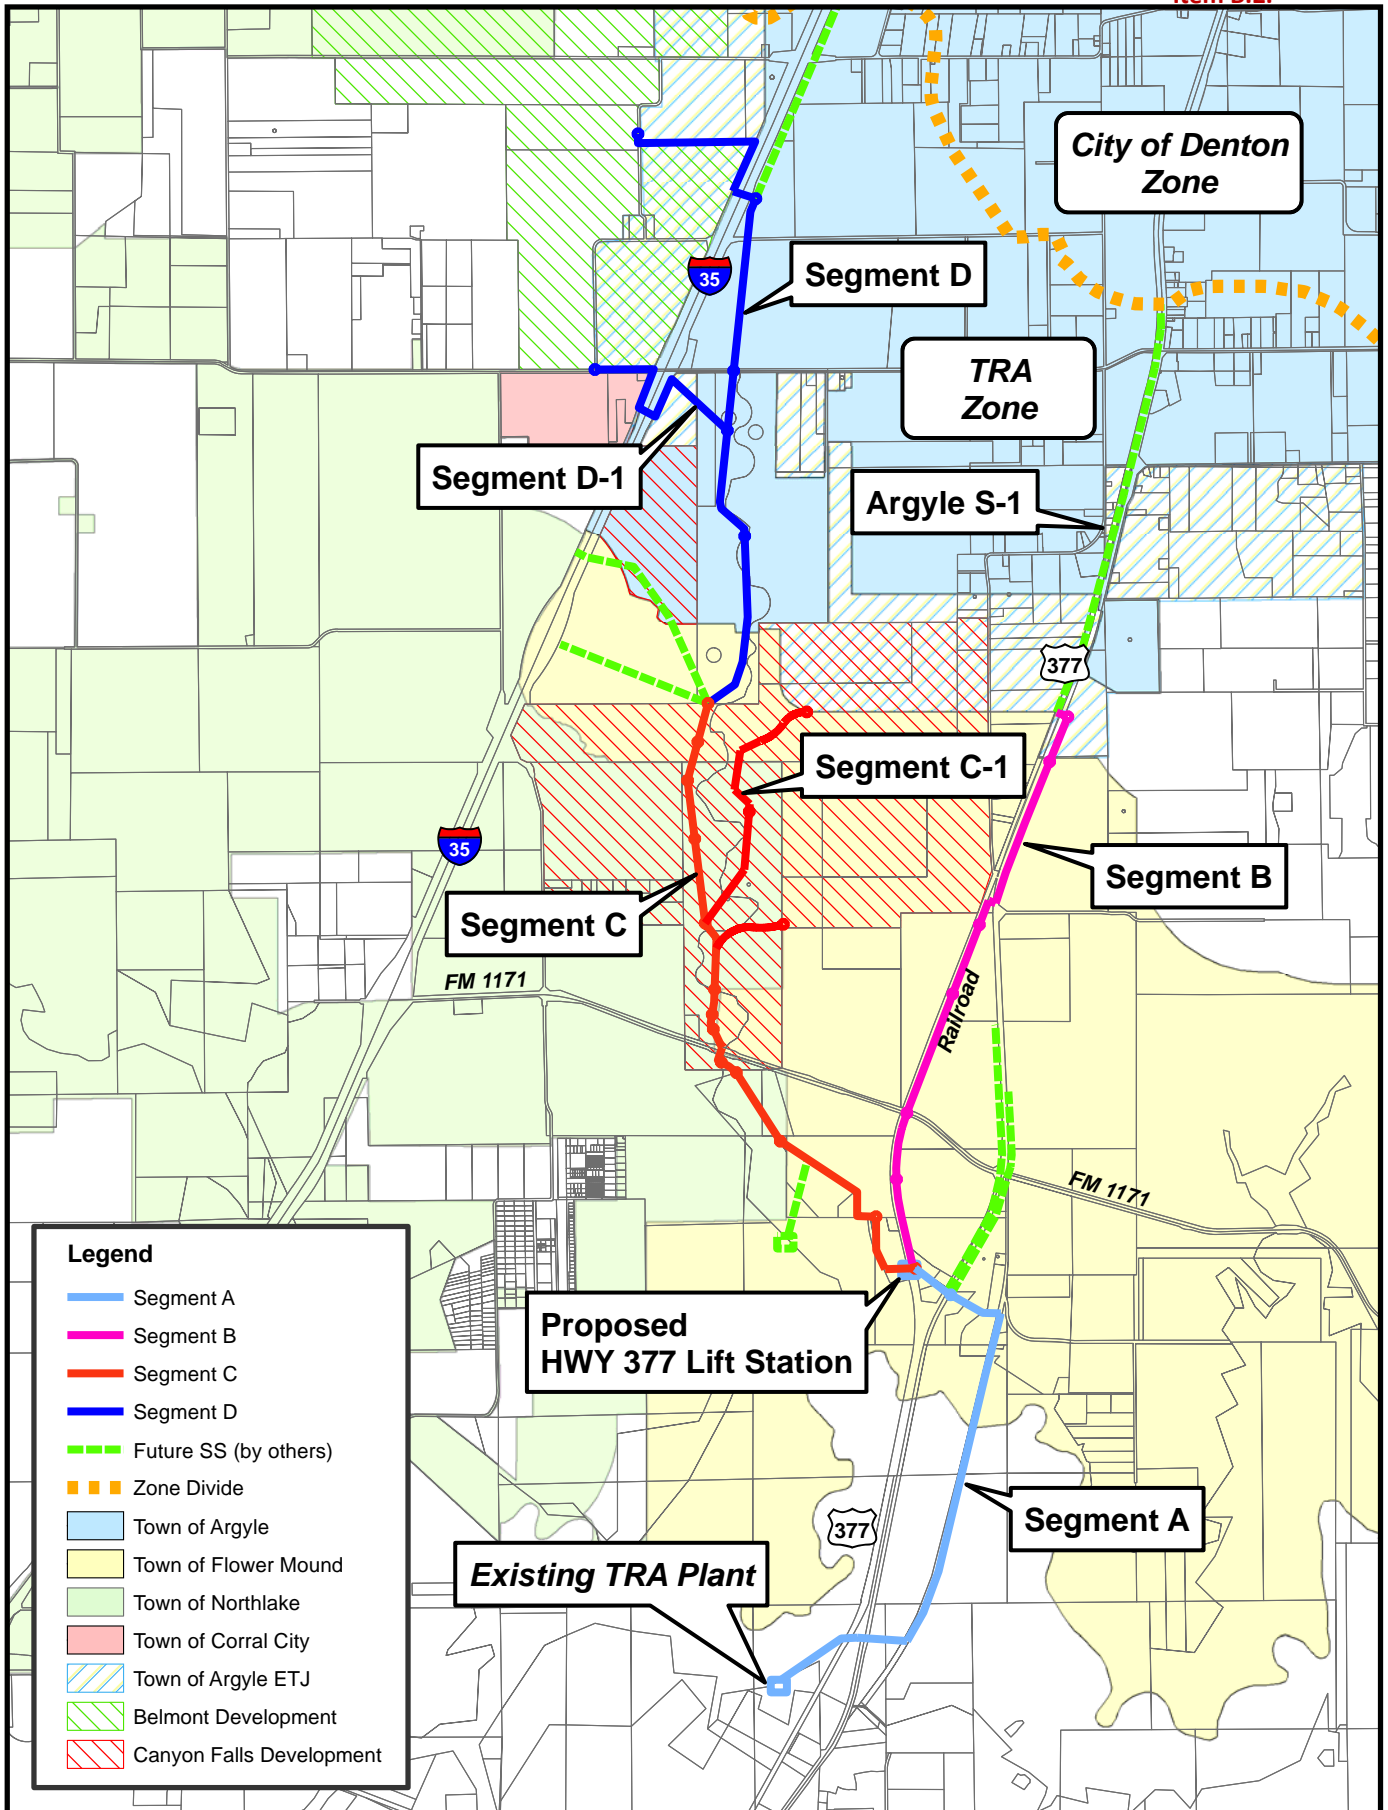 Item D.2.
City of Denton
Zone
35
Segment D
TRA
Zone
Segment D-1
Argyle S-1
377
Segment C-1
35
Segment B
Segment C
FM 1171
Railroad
FM 1171
Proposed
HWY 377 Lift Station
377
Segment A
Existing TRA Plant
Legend
Segment A
Segment B
Segment C
Segment D
Future SS (by others)
Zone Divide
Town of Argyle
Town of Flower Mound
Town of Northlake
Town of Corral City
Town of Argyle ETJ
Belmont Development
Canyon Falls Development